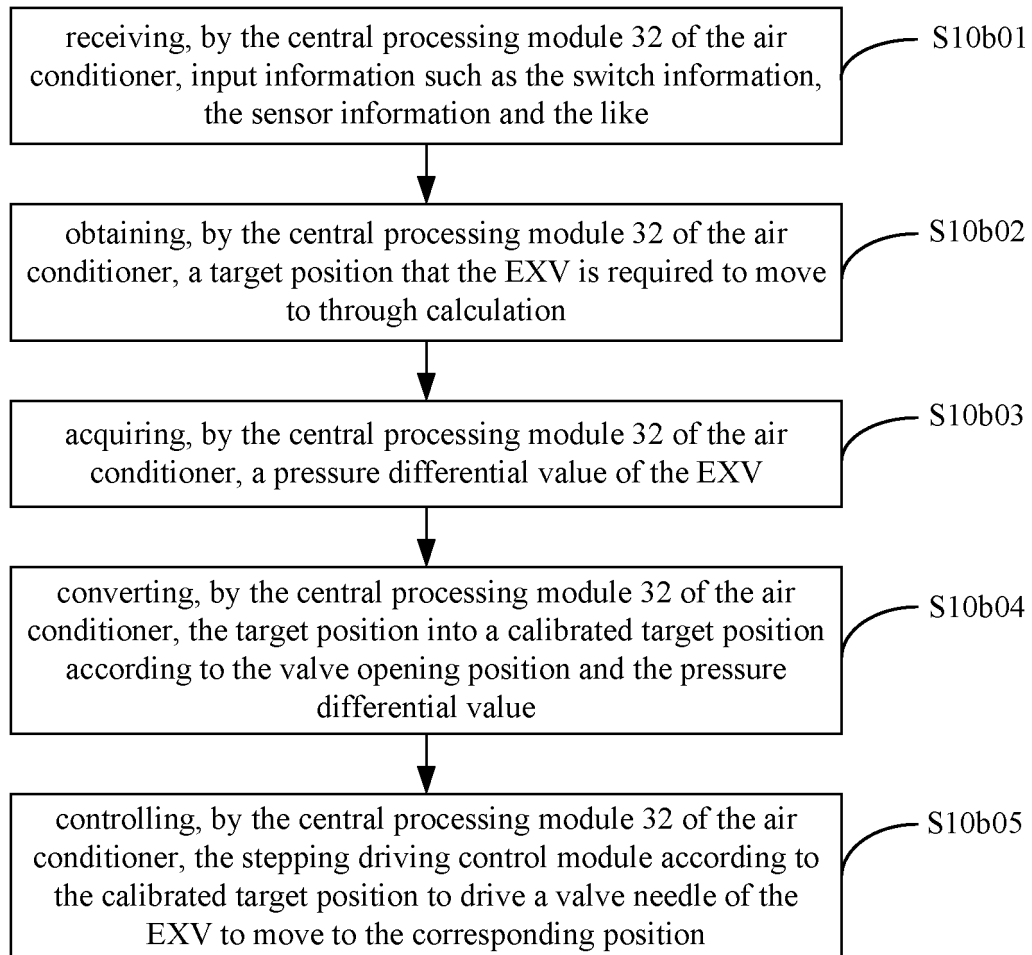 receiving, by the central processing module 32 of the air
conditioner, input information such as the switch information,
the sensor information and the like
S10b01
obtaining, by the central processing module 32 of the air
conditioner, a target position that the EXV is required to move
to through calculation
S10b02
acquiring, by the central processing module 32 of the air
conditioner, a pressure differential value of the EXV
S10b03
converting, by the central processing module 32 of the air
conditioner, the target position into a calibrated target position
according to the valve opening position and the pressure
differential value
S10b04
controlling, by the central processing module 32 of the air
conditioner, the stepping driving control module according to
the calibrated target position to drive a valve needle of the
EXV to move to the corresponding position
S10b05